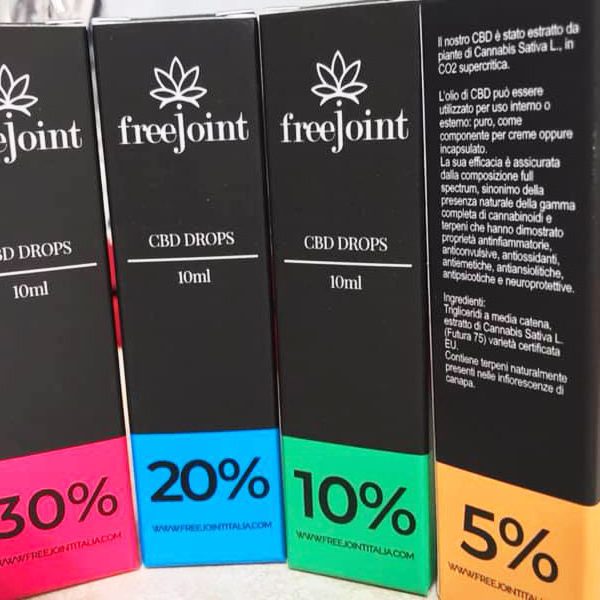 eejoint
BD DROPS
10ml
30%
WWW.FREEJOINTITALIA.COM
freejoint
CBD DROPS
10ml
20%
WWW.FREEJOINTITALIA.COM
freejoint
CBD DROPS
10ml
10%
WWW.FREEJOINTITALIA.COM
Il nostro CBD è stato estratto da
piante di Cannabis Sativa L., in
CO2 supercritica.
L'olio di CBD può essere
utilizzato per uso interno o
esterno: puro, come
componente per creme oppure
incapsulato.
La sua efficacia è assicurata
dalla composizione full
spectrum, sinonimo della
presenza naturale della gamma
completa di cannabinoidi e
terpeni che hanno dimostrato
proprietà antinfiammatorie,
anticonvulsive, antiossidanti,
antiemetiche, antiansiolitiche,
antipsicotiche e neuroprotettive.
Ingredienti:
Trigliceridi a media catena,
estratto di Cannabis Sativa L.
(Futura 75) varietà certificata
EU.
Contiene terpeni naturalmente
presenti nelle infiorescenze di
canapa.
5%
WWW.FREEJOINTITAL